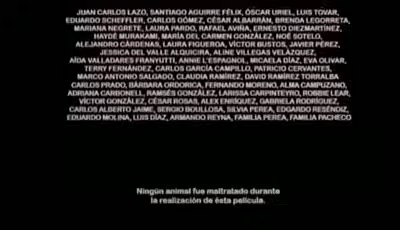 JUAN CARLOS LAZO, SANTIAGO AGUIRRE FÉLIX, ÓSCAR URIEL, LUIS TOVAR,
EDUARDO SCHEFFLER, CARLOS GÓMEZ, CÉSAR ALBARRÁN, BRENDA LEGORRETA,
MARIANA NEGRETE, LAURA PARDO, RAFAEL AVIÑA, ERNESTO DIEZMARTÍNEZ,
HAYDÉ MURAKAMI, MARÍA DEL CARMEN GONZÁLEZ, NOÉ SOTELO,
ALEJANDRO CÁRDENAS, LAURA FIGUEROA, VÍCTOR BUSTOS, JAVIER PÉREZ,
JESSICA DEL VALLE ALQUICIRA, ALINE VILLEGAS VELÁZQUEZ,
AÍDA VALLADARES FRANYUTTI, ANNIE L'ESPAGNOL, MICAELA DÍAZ, EVA OLIVAR,
TERRY FERNÁNDEZ, CARLOS GARCÍA CAMPILLO, PATRICIO CERVANTES,
MARCO ANTONIO SALGADO, CLAUDIA RAMÍREZ, DAVID RAMÍREZ TORRALBA
CARLOS PRADO, BÁRBARA ORDORICA, FERNANDO MORENO, ALMA CAMPUZANO,
ADRIANA CARBONELL, RAMSÉS GONZÁLEZ, LARISSA CARPINTEYRO, ROBBIE LEAR,
VÍCTOR GONZÁLEZ, CÉSAR ROSAS, ALEX ENRÍQUEZ, GABRIELA RODRÍGUEZ,
CARLOS ALBERTO JAIME, SERGIO BOULLOSA, SILVIA PEREA, EDGARDO RESÉNDIZ,
EDUARDO MOLINA, LUIS DÍAZ, ARMANDO REYNA, FAMILIA PEREA, FAMILIA PACHECO
Ningún animal fue maltratado durante
la realización de ésta película.